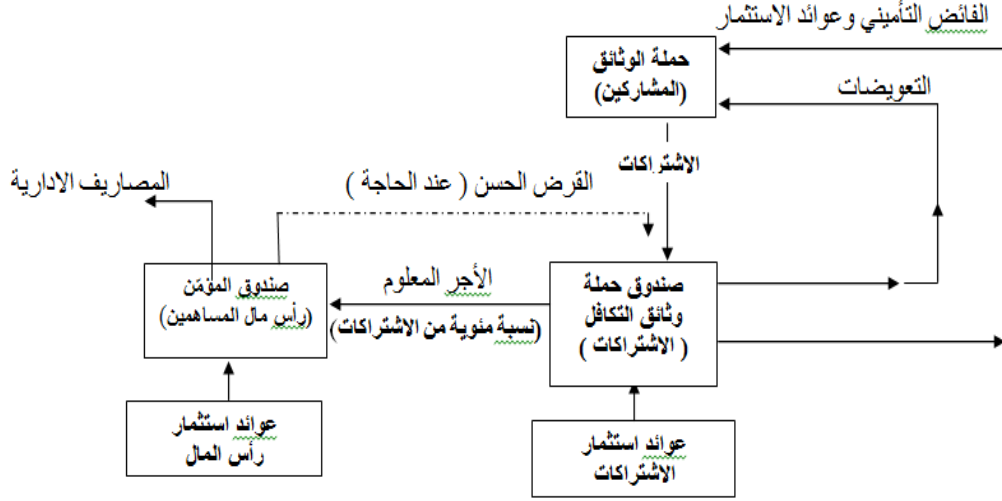 الفائض التأميني وعوائد الاستثمار
حملة الوثائق
(المشاركين)
التعويضات
الاشتراكات
المصاريف الادارية
القرض الحسن ( عند الحاجة )
صندوق المؤمّن
(رأس مال المساهمين)
الأجر المعلوم
(نسبة مئوية من الاشتراكات)
صندوق حملة
وثائق التكافل
( الاشتراكات )
عوائد استثمار
رأس المال
عوائد استثمار
الاشتراكات